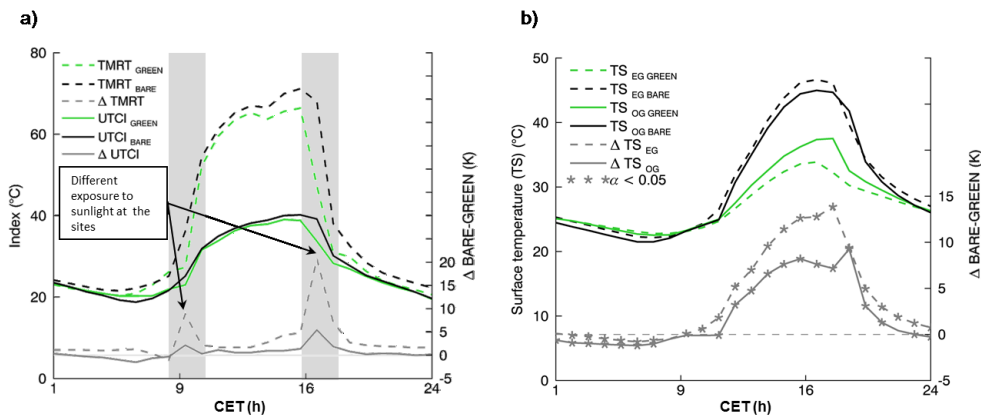 a)
80
60
40
20
0
Index (°C)
TMRT GREEN
TMRT BARE
Δ TMRT
UTCI GREEN
UTCI BARE
Δ UTCI
Different
exposure to
sunlight at the
sites
20
15
10
5
0
-5
Δ BARE-GREEN (K)
1 9 16 24
CET (h)
b)
50
40
30
20
10
0
Surface temperature (TS) (°C)
TS EG GREEN
TS EG BARE
TS OG GREEN
TS OG BARE
Δ TS EG
Δ TS OG
α < 0.05
15
10
5
0
-5
Δ BARE-GREEN (K)
1 9 16 24
CET (h)